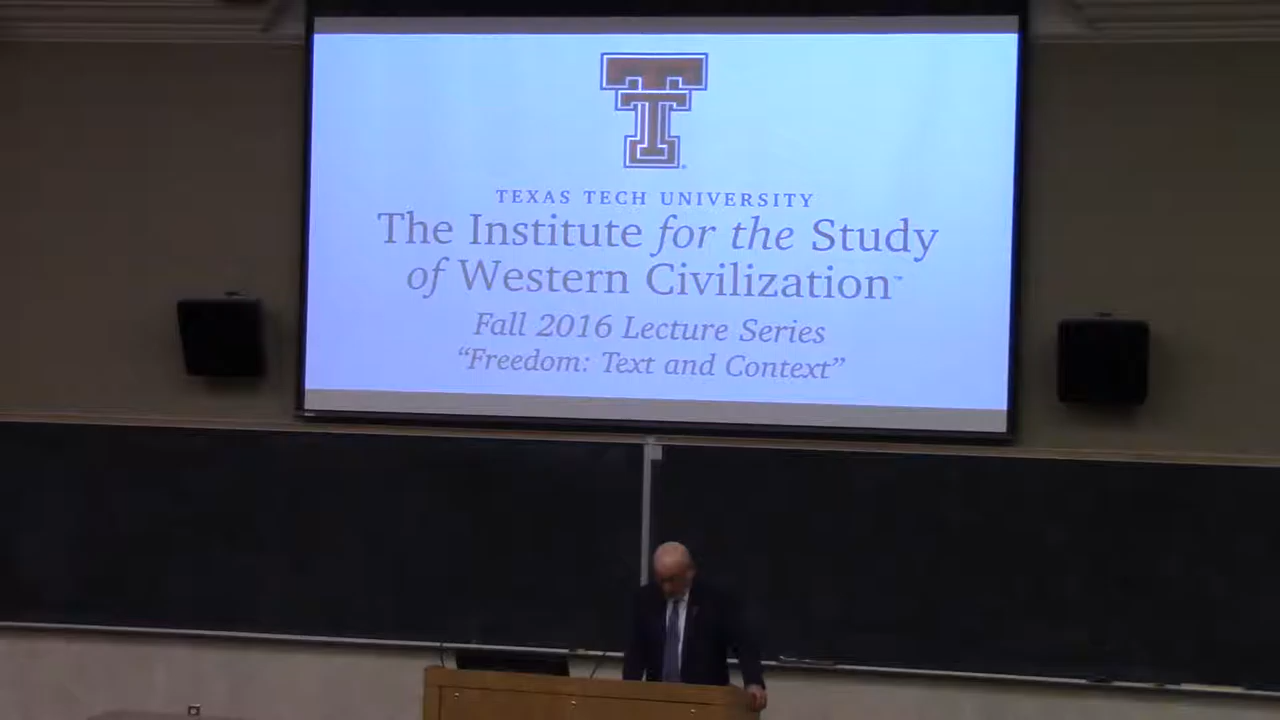 TEXAS TECH UNIVERSITY
The Institute for the Study
of Western Civilization™
Fall 2016 Lecture Series
“Freedom: Text and Context”